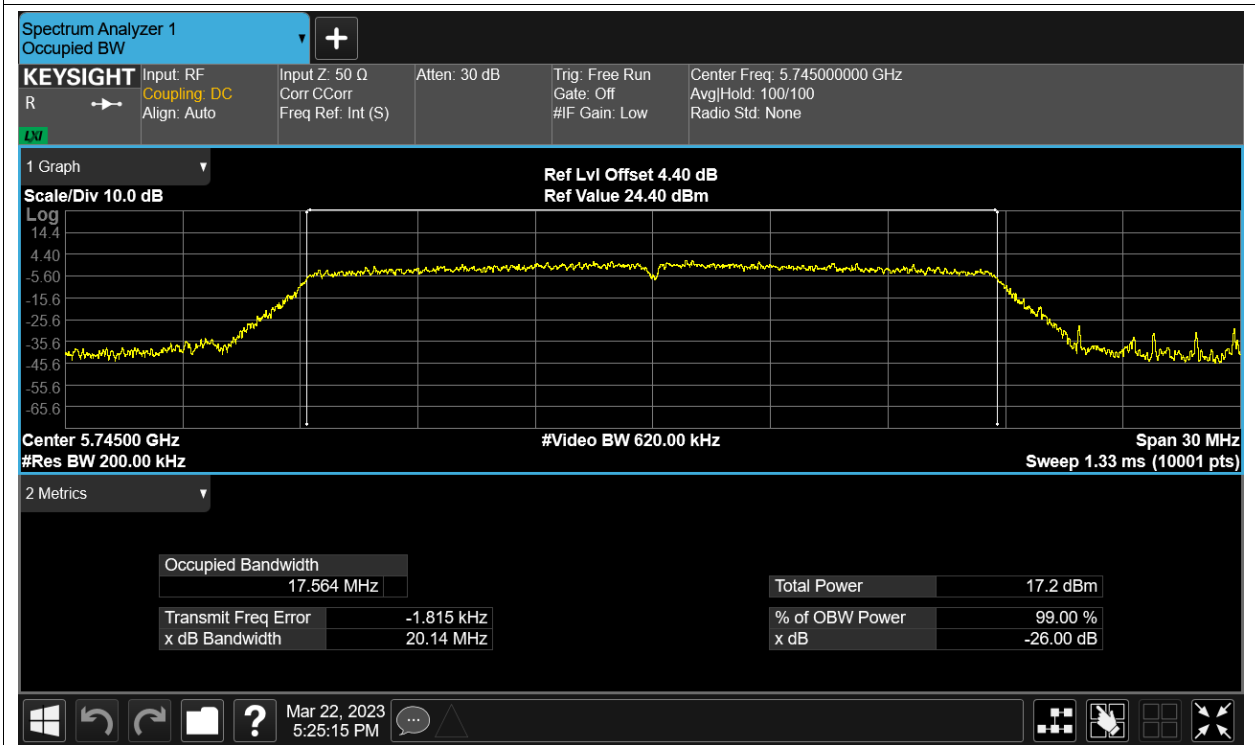 Spectrum Analyzer 1
Occupied BW
KEYSIGHT
R
LXI
Input: RF
Coupling: DC
Align: Auto
Input Z: 50 Ω
Corr CCorr
Freq Ref: Int (S)
Atten: 30 dB
Trig: Free Run
Gate: Off
#IF Gain: Low
Center Freq: 5.745000000 GHz
Avg|Hold: 100/100
Radio Std: None
1 Graph
Scale/Div 10.0 dB
Ref Lvl Offset 4.40 dB
Ref Value 24.40 dBm
Log
14.4
4.40
-5.60
-15.6
-25.6
-35.6
-45.6
-55.6
-65.6
Center 5.74500 GHz
#Video BW 620.00 kHz
Span 30 MHz
#Res BW 200.00 kHz
Sweep 1.33 ms (10001 pts)
2 Metrics
Occupied Bandwidth
17.564 MHz
Transmit Freq Error -1.815 kHz
x dB Bandwidth 20.14 MHz
Total Power 17.2 dBm
% of OBW Power 99.00 %
x dB -26.00 dB
?
Mar 22, 2023
5:25:15 PM